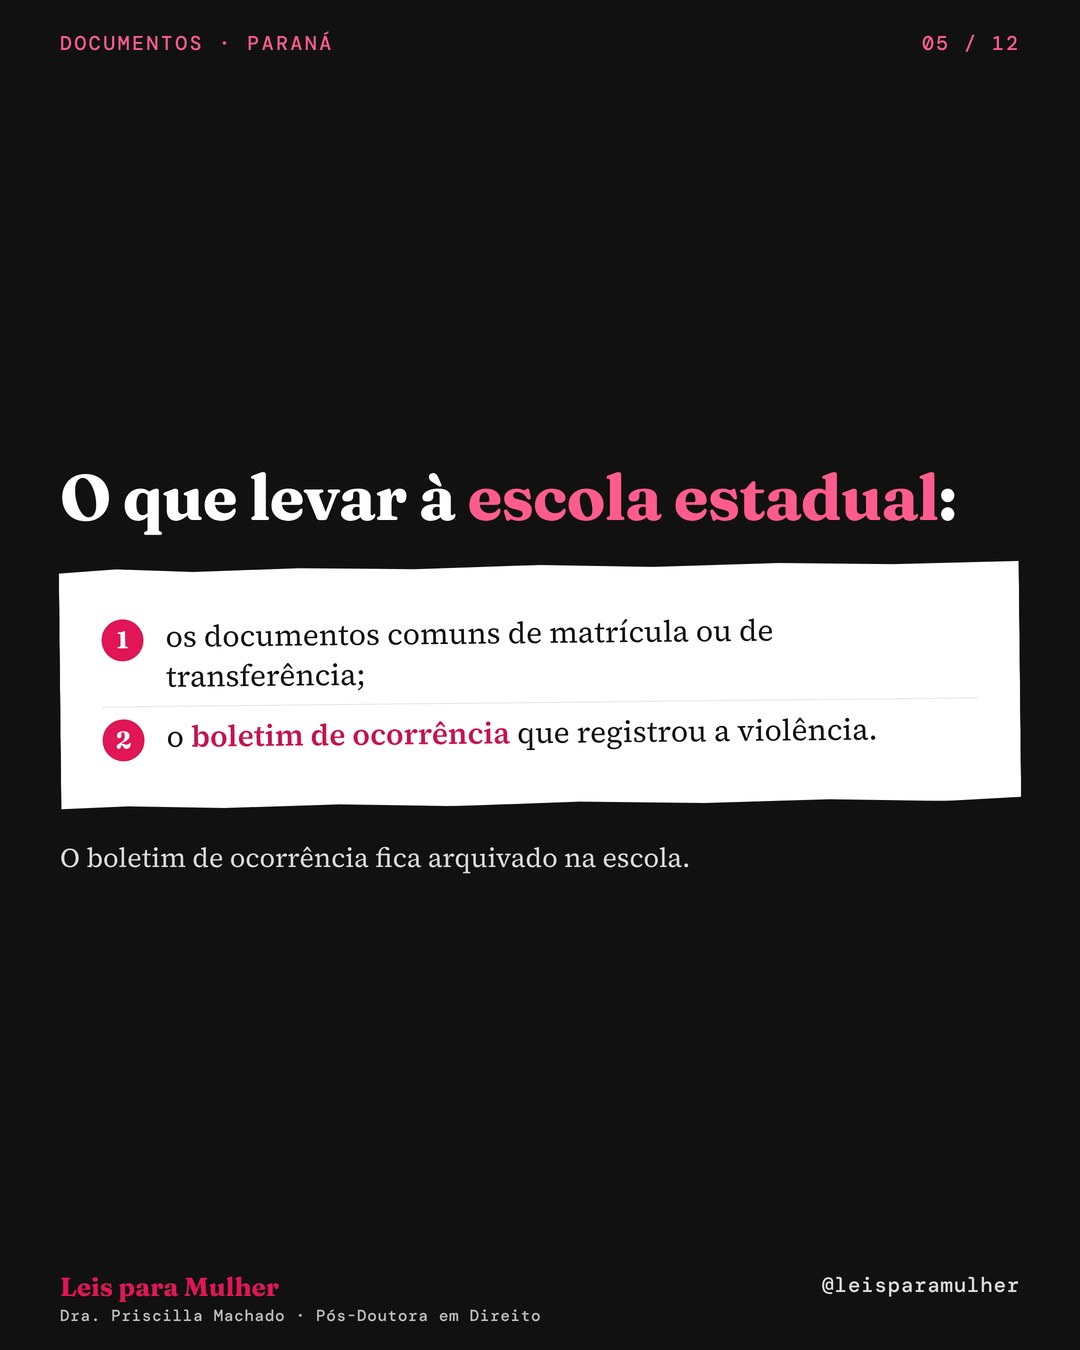 DOCUMENTOS · PARANÁ
05 / 12
O que levar à escola estadual:
1 os documentos comuns de matrícula ou de
transferência;
2 o boletim de ocorrência que registrou a violência.
O boletim de ocorrência fica arquivado na escola.
Leis para Mulher
@leisparamulher
Dra. Priscilla Machado · Pós-Doutora em Direito